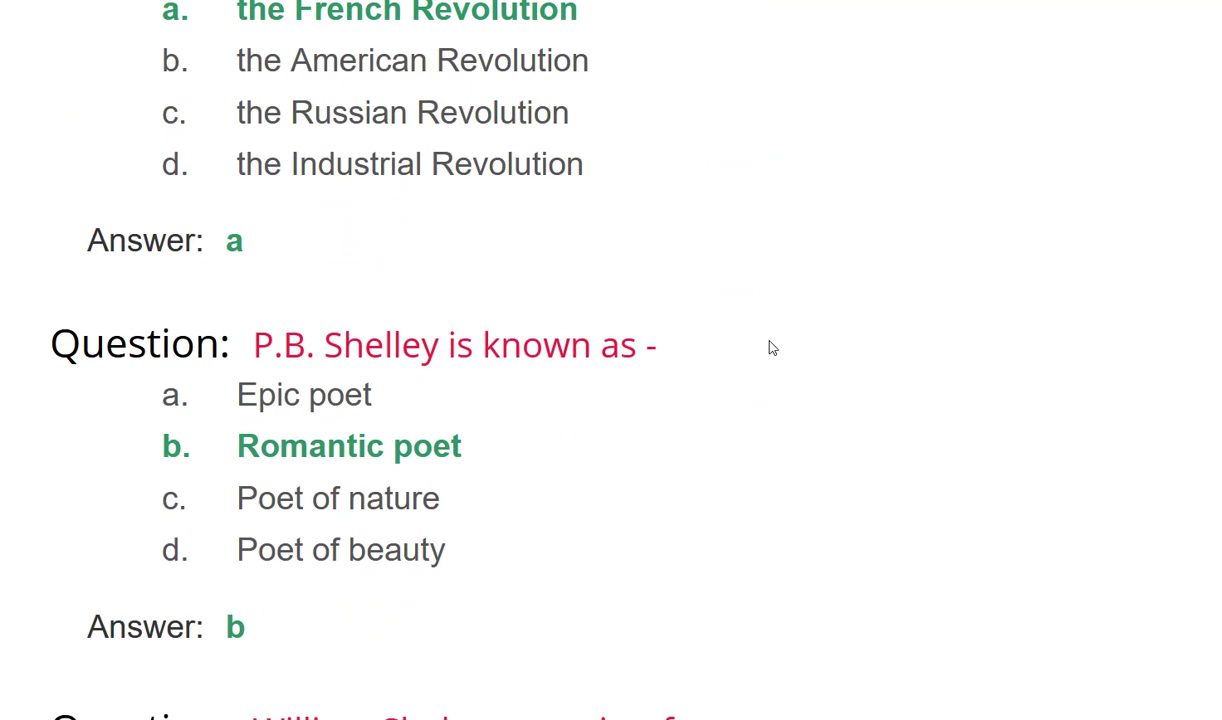 a. the French Revolution
b. the American Revolution
c. the Russian Revolution
d. the Industrial Revolution
Answer: a
Question: P.B. Shelley is known as -
a. Epic poet
b. Romantic poet
c. Poet of nature
d. Poet of beauty
Answer: b